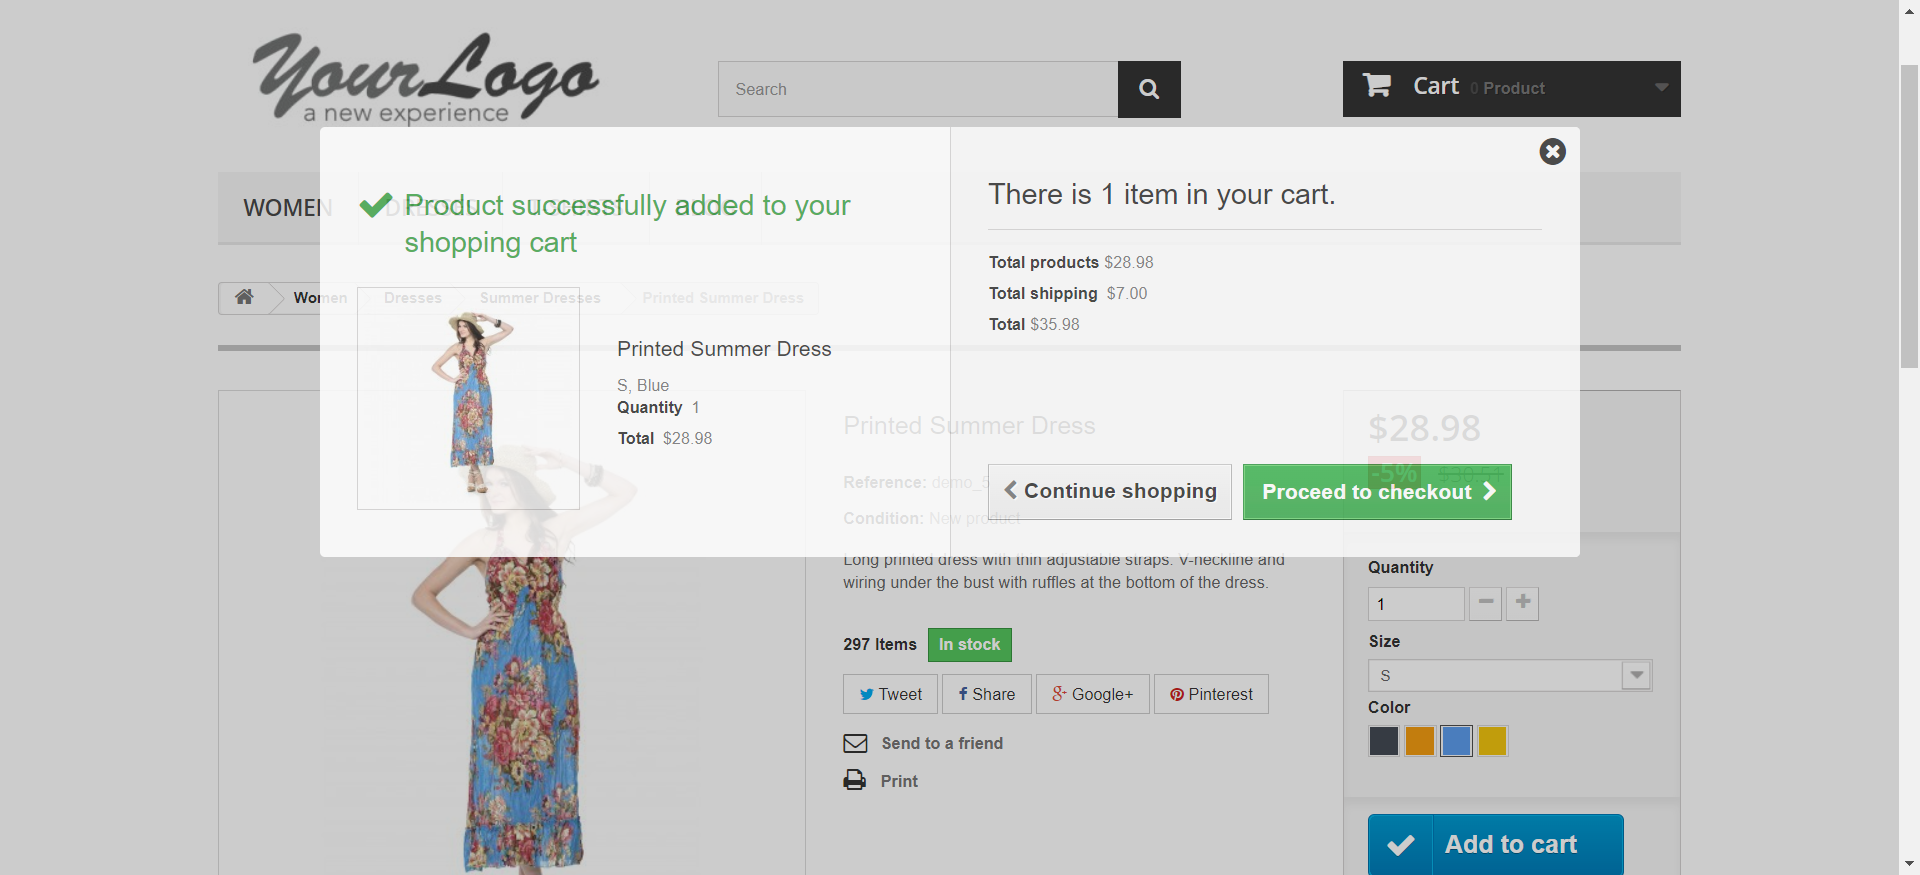 YourLogo
a new experience
Search
Cart 0 Product
WOMEN
DRESSES
Product successfully added to your
shopping cart
There is 1 item in your cart.
Total products $28.98
Total shipping $7.00
Total $35.98
Women
Dresses
Summer Dresses
Printed Summer Dress
Printed Summer Dress
S, Blue
Quantity 1
Total $28.98
Continue shopping
Proceed to checkout
Printed Summer Dress
Reference: demo_5
Condition: New product
Long printed dress with thin adjustable straps. V-neckline and
wiring under the bust with ruffles at the bottom of the dress.
297 Items
In stock
Tweet
Share
Google+
Pinterest
Send to a friend
Print
$28.98
-5% $30.51
Quantity
1
Size
S
Color
Add to cart